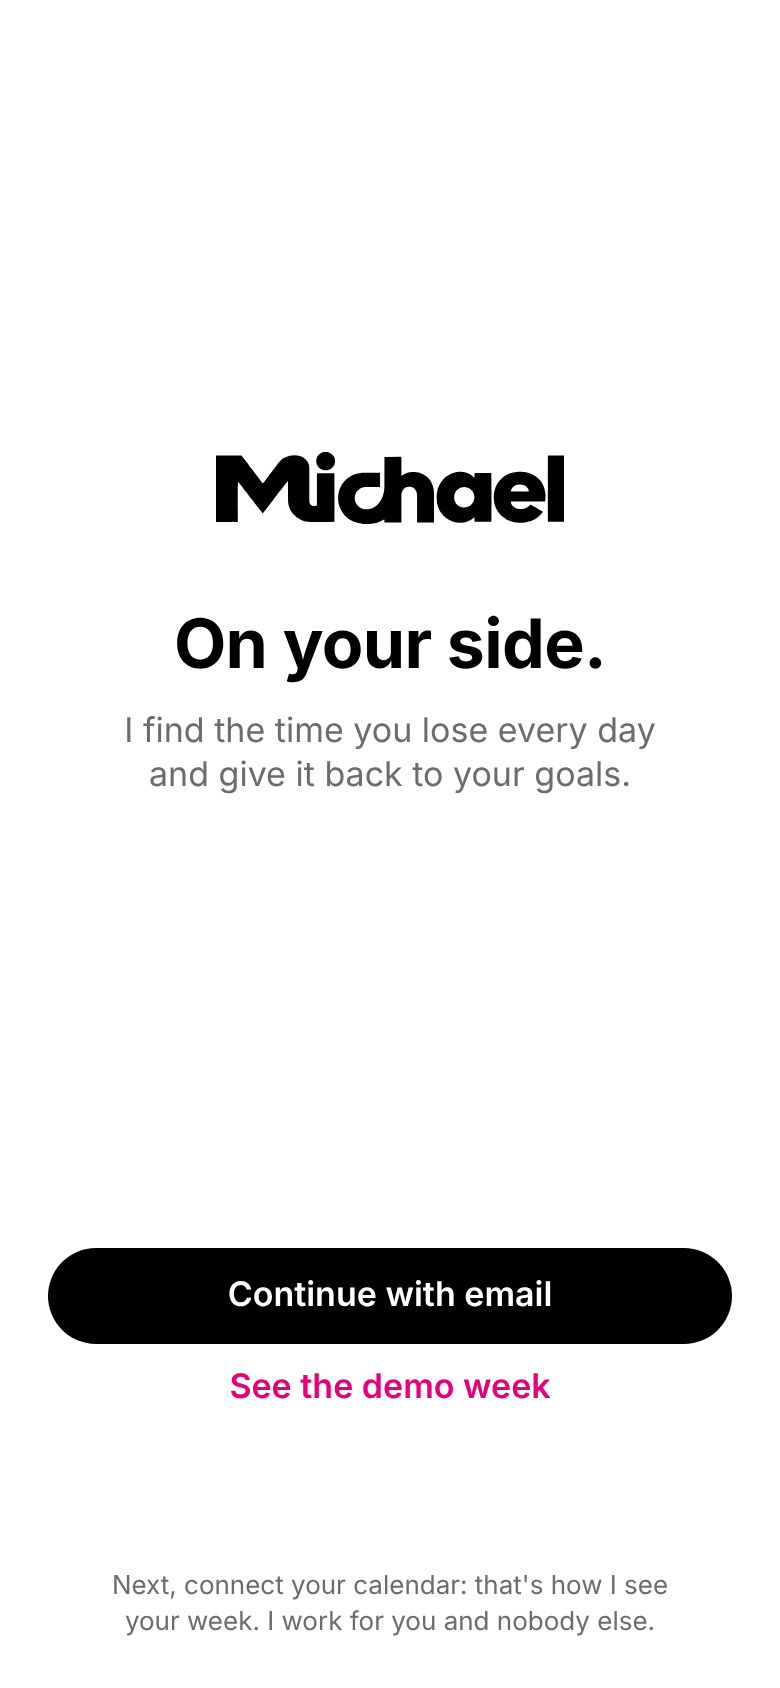 Michael
On your side.
I find the time you lose every day
and give it back to your goals.
Continue with email
See the demo week
Next, connect your calendar: that's how I see
your week. I work for you and nobody else.